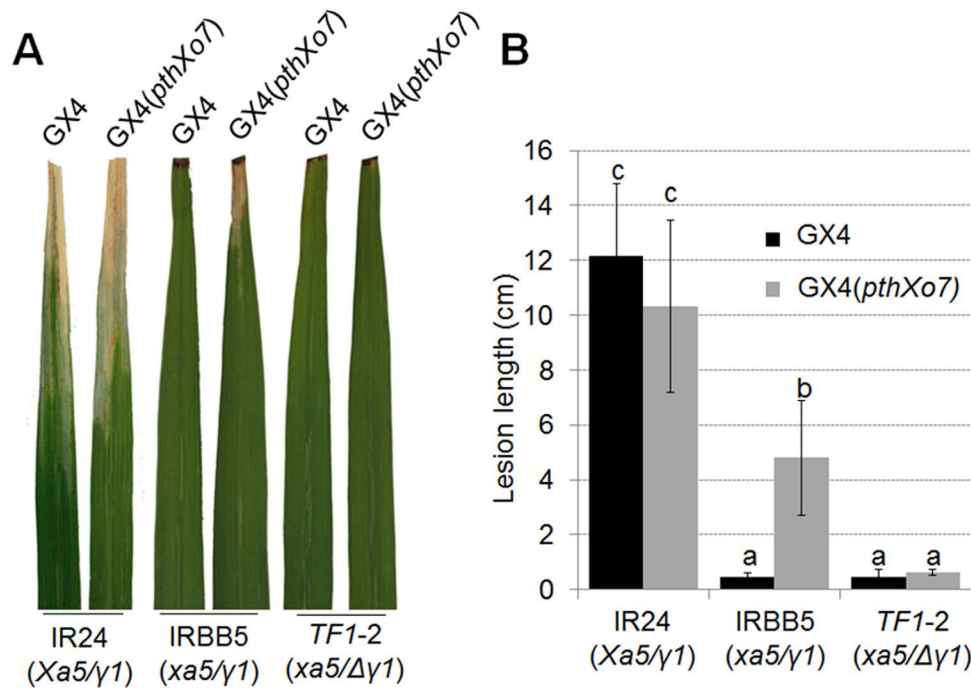 A
GX4
GX4(pthXo7)
GX4
GX4(pthXo7)
GX4
GX4(pthXo7)
IR24
(Xa5/γ1)
IRBB5
(xa5/γ1)
TF1-2
(xa5/Δγ1)
B
Lesion length (cm)
16
14
12
10
8
6
4
2
0
c
c
a
b
a
a
GX4
GX4(pthXo7)
IR24
(Xa5/γ1)
IRBB5
(xa5/γ1)
TF1-2
(xa5/Δγ1)